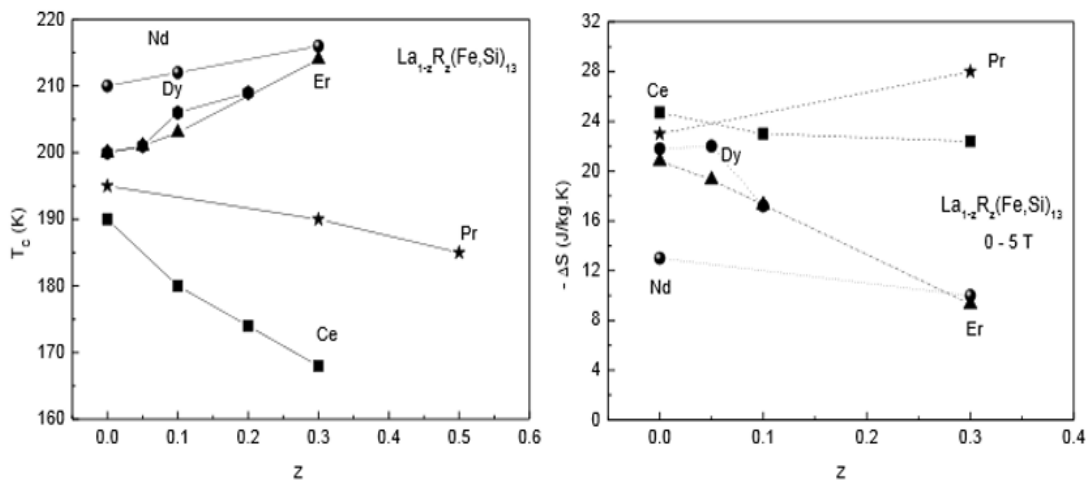 220
210
200
190
180
170
160
T_C (K)
Nd
Dy
Er
Pr
Ce
La₁₋zRz(Fe,Si)₁₃
0.0 0.1 0.2 0.3 0.4 0.5 0.6
z
32
28
24
20
16
12
8
4
0
- ΔS (J/kg.K)
Ce
Pr
Dy
Nd
Er
La₁₋zRz(Fe,Si)₁₃
0 - 5 T
0.0 0.1 0.2 0.3 0.4
z